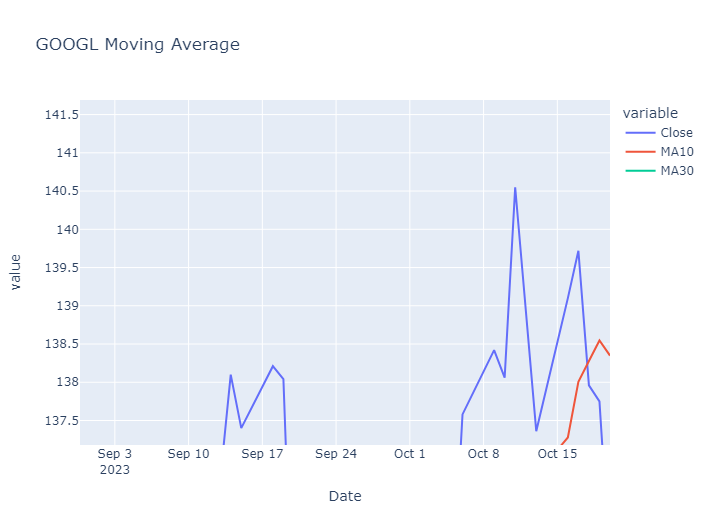 GOOGL Moving Average
variable
Close
MA10
MA30
value
141.5
141
140.5
140
139.5
139
138.5
138
137.5
Sep 3
2023
Sep 10
Sep 17
Sep 24
Oct 1
Oct 8
Oct 15
Date